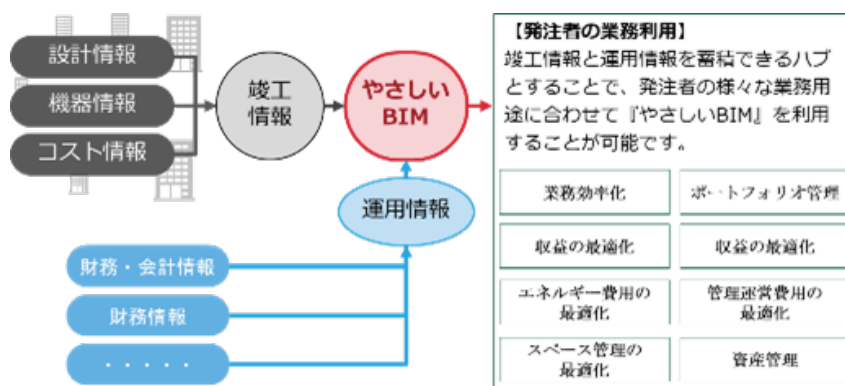 設計情報
機器情報
コスト情報
竣工
情報
やさしい
BIM
運用情報
財務・会計情報
財務情報
・・・・・
【発注者の業務利用】
竣工情報と運用情報を蓄積できるハブ
とすることで、発注者の様々な業務用
途に合わせて『やさしいBIM』を利用
することが可能です。
業務効率化
ポートフォリオ管理
収益の最適化
収益の最適化
エネルギー費用の
最適化
管理運営費用の
最適化
スペース管理の
最適化
資産管理